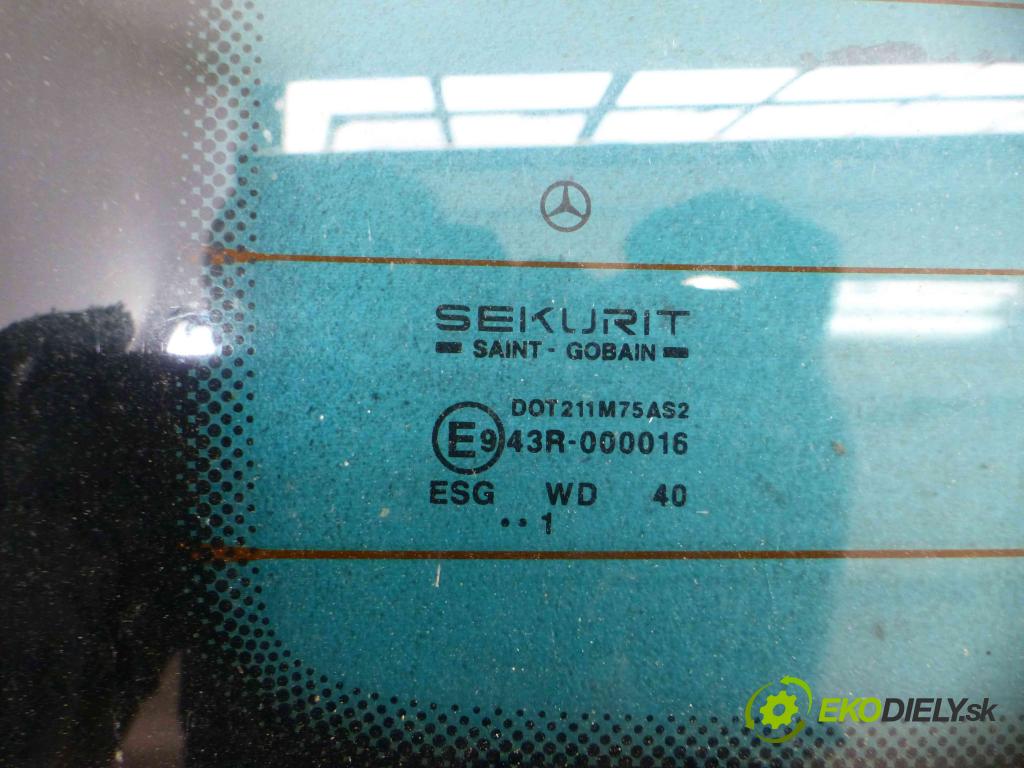 SEKURIT
SAINT - GOBAIN
DOT211M75AS2
E9 43R-000016
ESG WD 40
..1
EKODIELY.sk